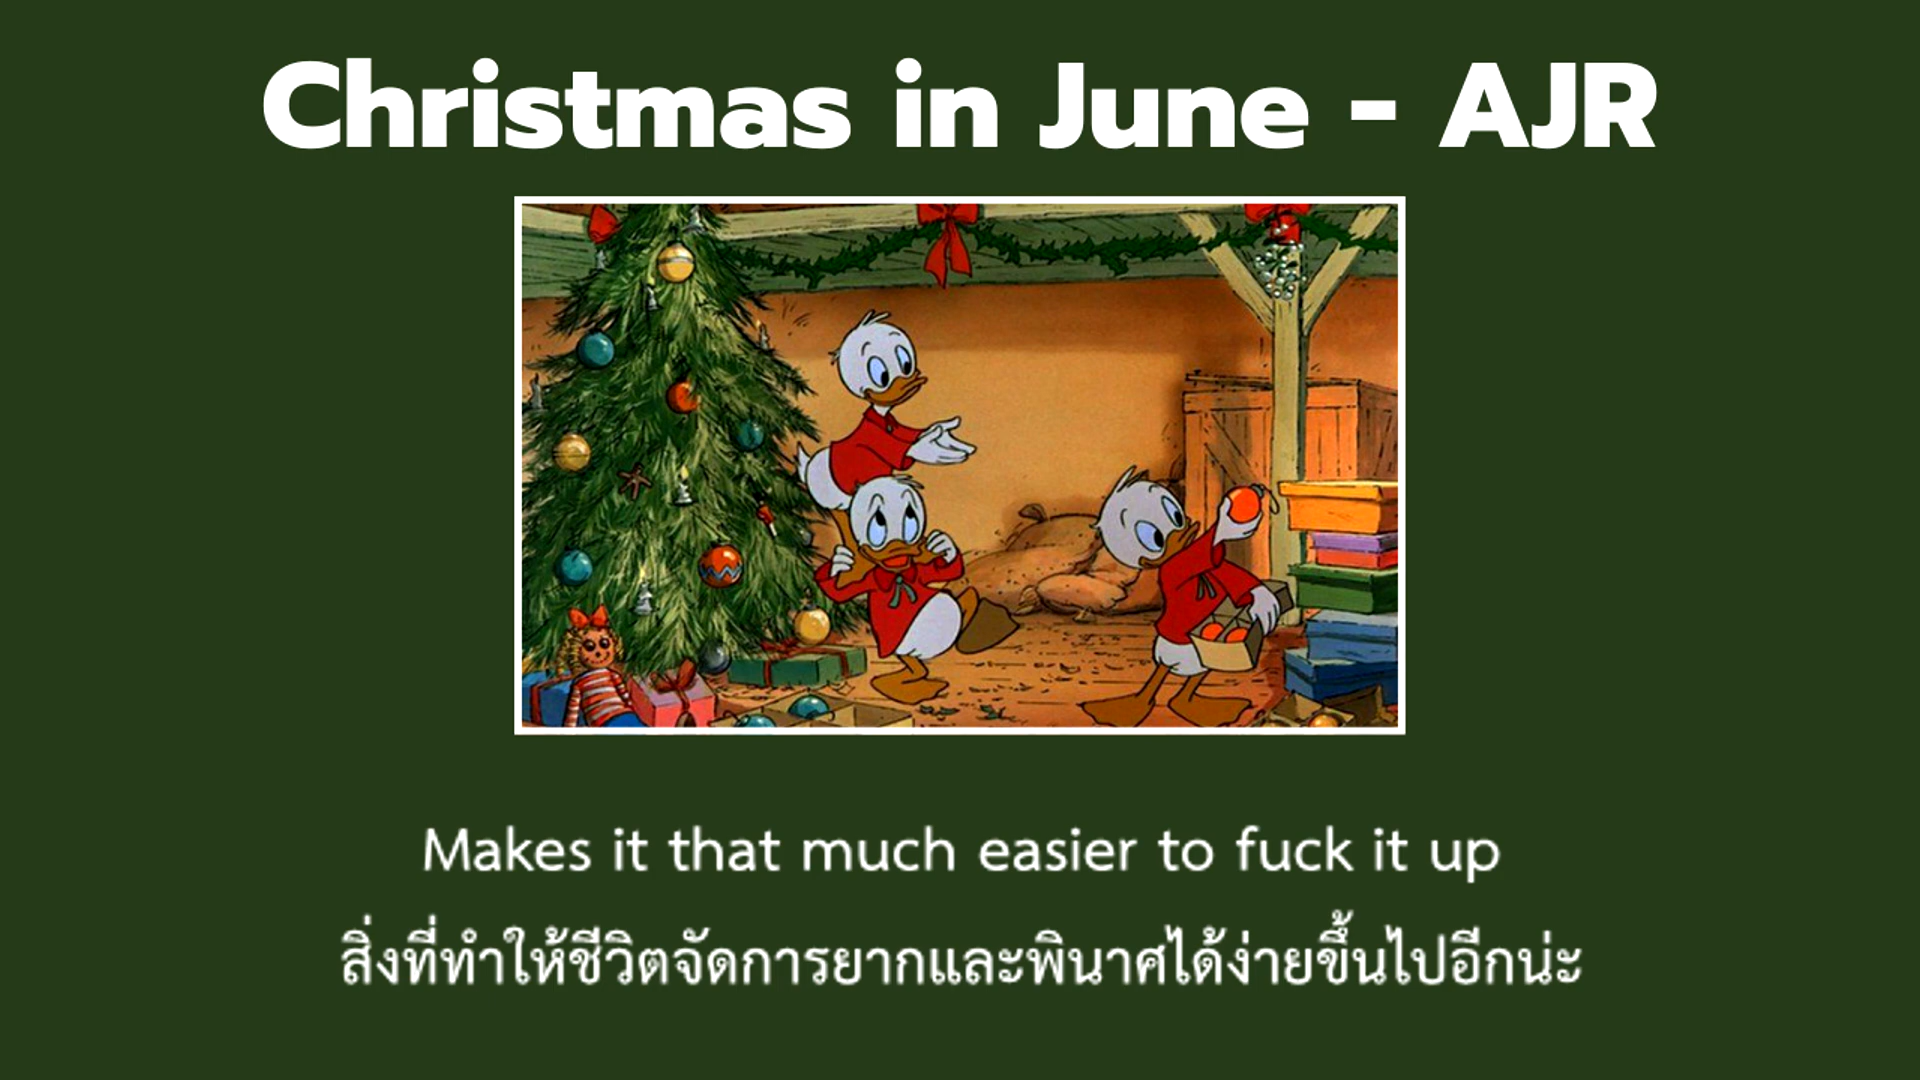 Christmas in June - AJR
Makes it that much easier to fuck it up
สิ่งที่ทำให้ชีวิตจัดการยากและพินาศได้ง่ายขึ้นไปอีกน่ะ